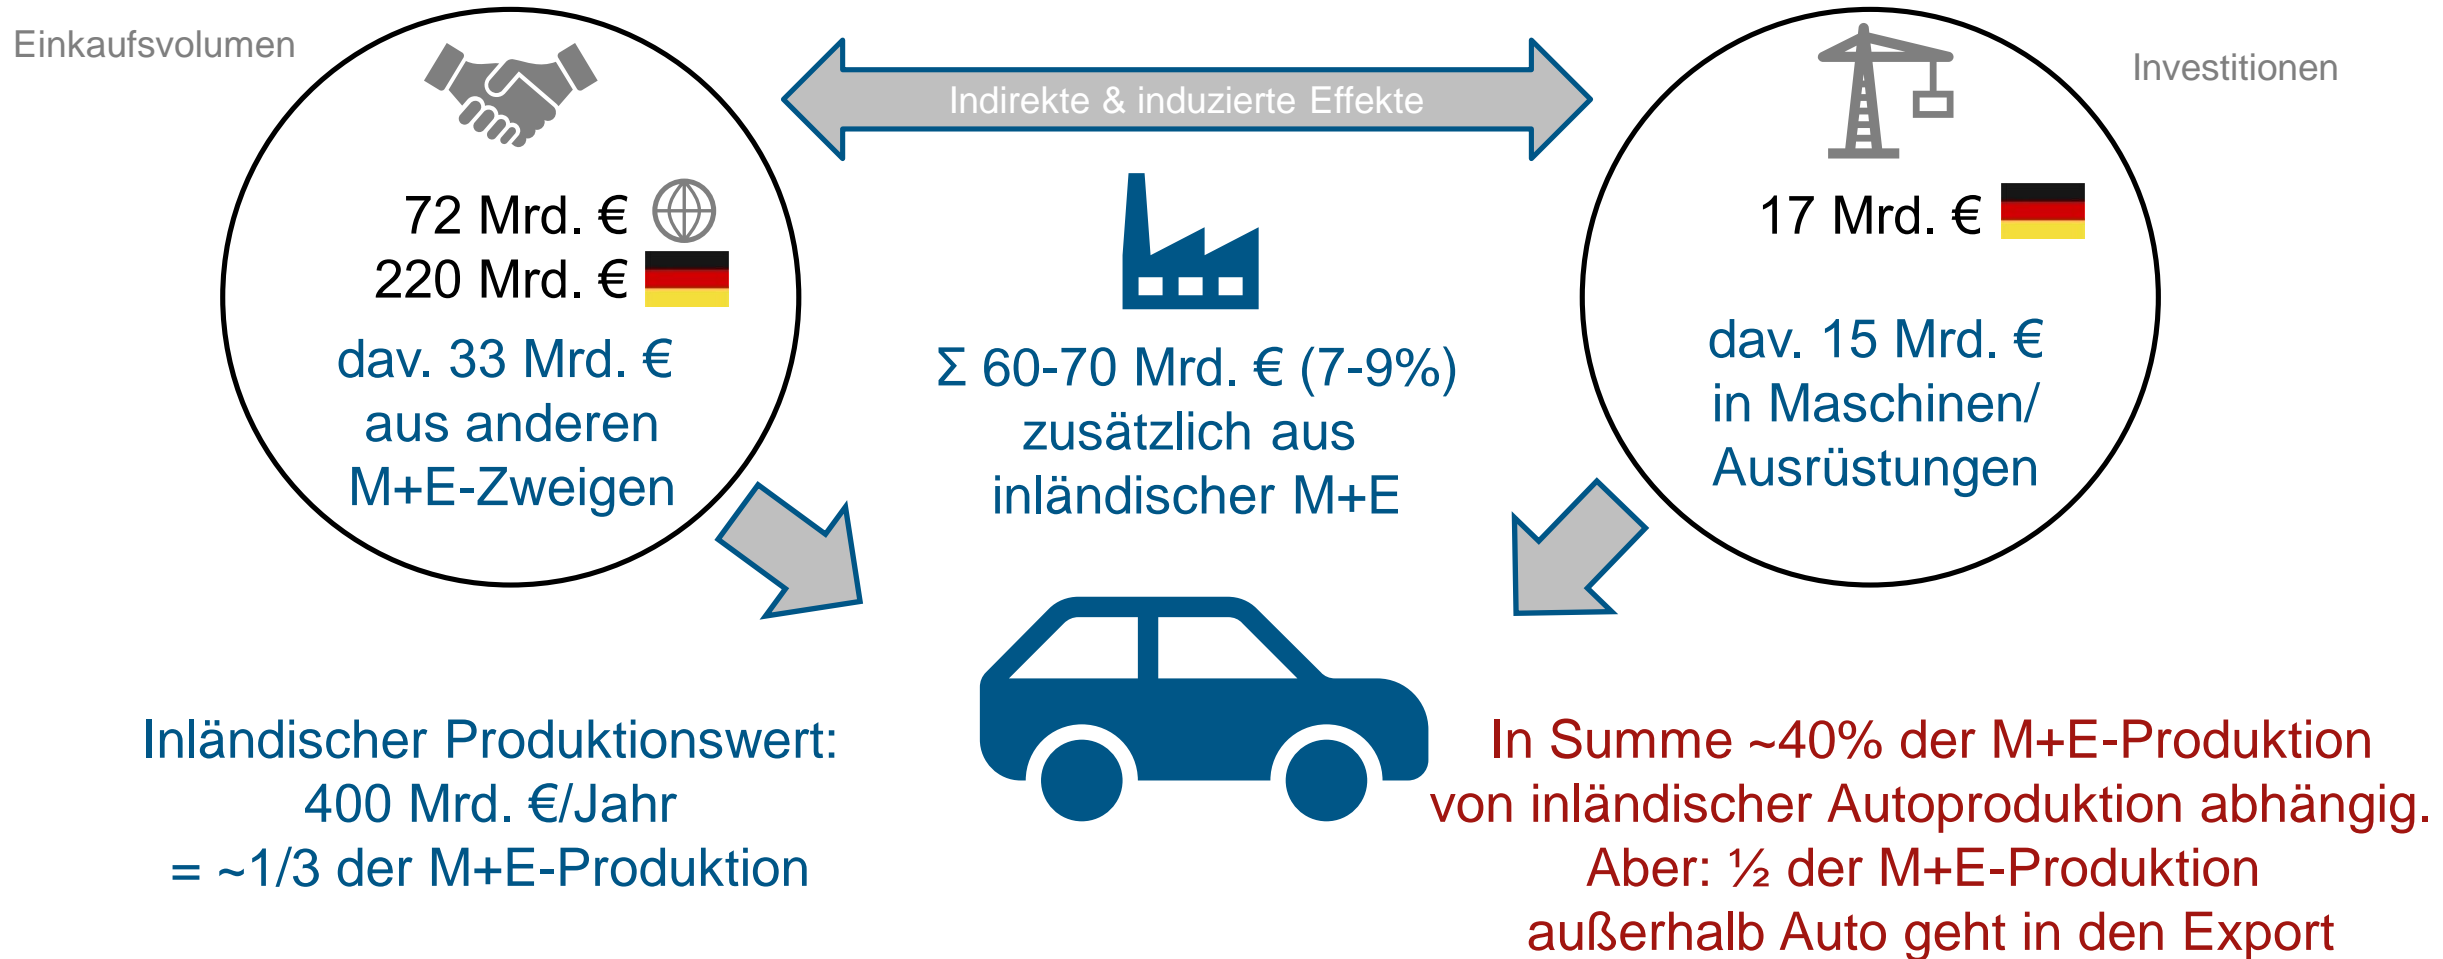 Einkaufsvolumen
Indirekte & induzierte Effekte
Investitionen
72 Mrd. €
220 Mrd. €
dav. 33 Mrd. €
aus anderen
M+E-Zweigen
Σ 60-70 Mrd. € (7-9%)
zusätzlich aus
inländischer M+E
17 Mrd. €
dav. 15 Mrd. €
in Maschinen/
Ausrüstungen
Inländischer Produktionswert:
400 Mrd. €/Jahr
= ~1/3 der M+E-Produktion
In Summe ~40% der M+E-Produktion
von inländischer Autoproduktion abhängig.
Aber: ½ der M+E-Produktion
außerhalb Auto geht in den Export